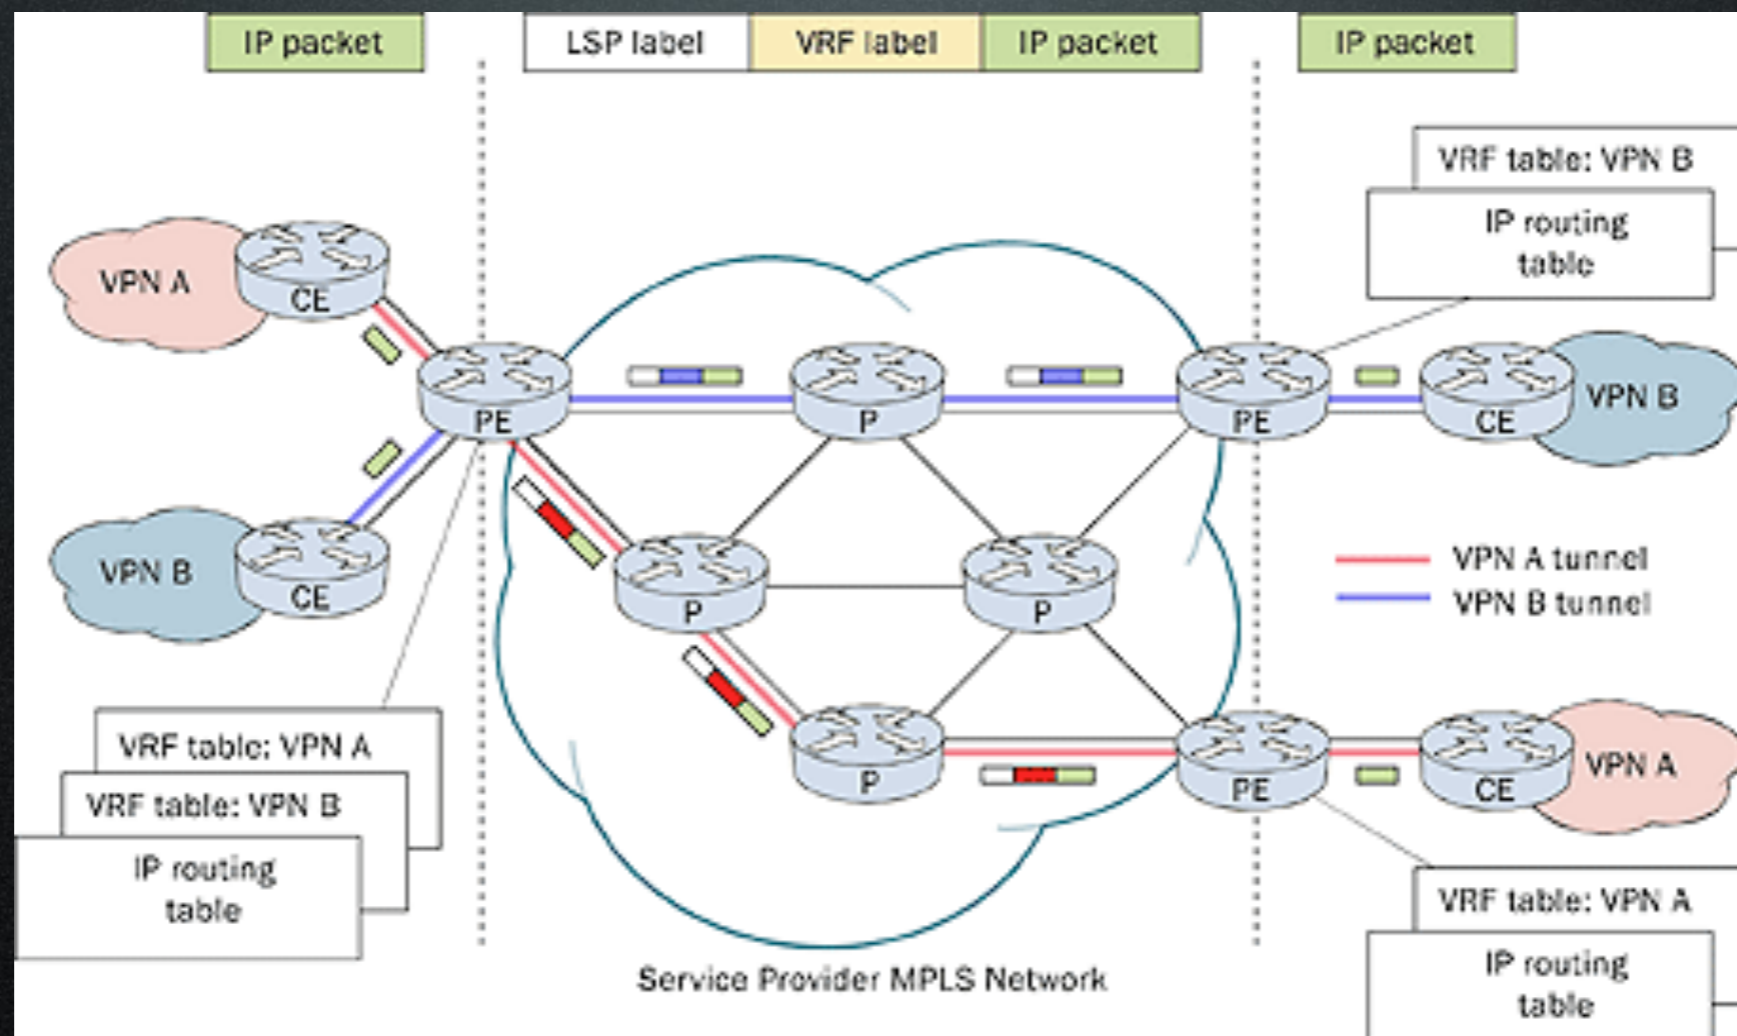 IP packet
LSP label
VRF label
IP packet
IP packet
VRF table: VPN B
IP routing
table
VPN A
CE
PE
P
PE
CE
VPN B
VPN B
CE
P
P
VPN A tunnel
VPN B tunnel
VRF table: VPN A
VRF table: VPN B
IP routing
table
P
PE
CE
VPN A
VRF table: VPN A
IP routing
table
Service Provider MPLS Network